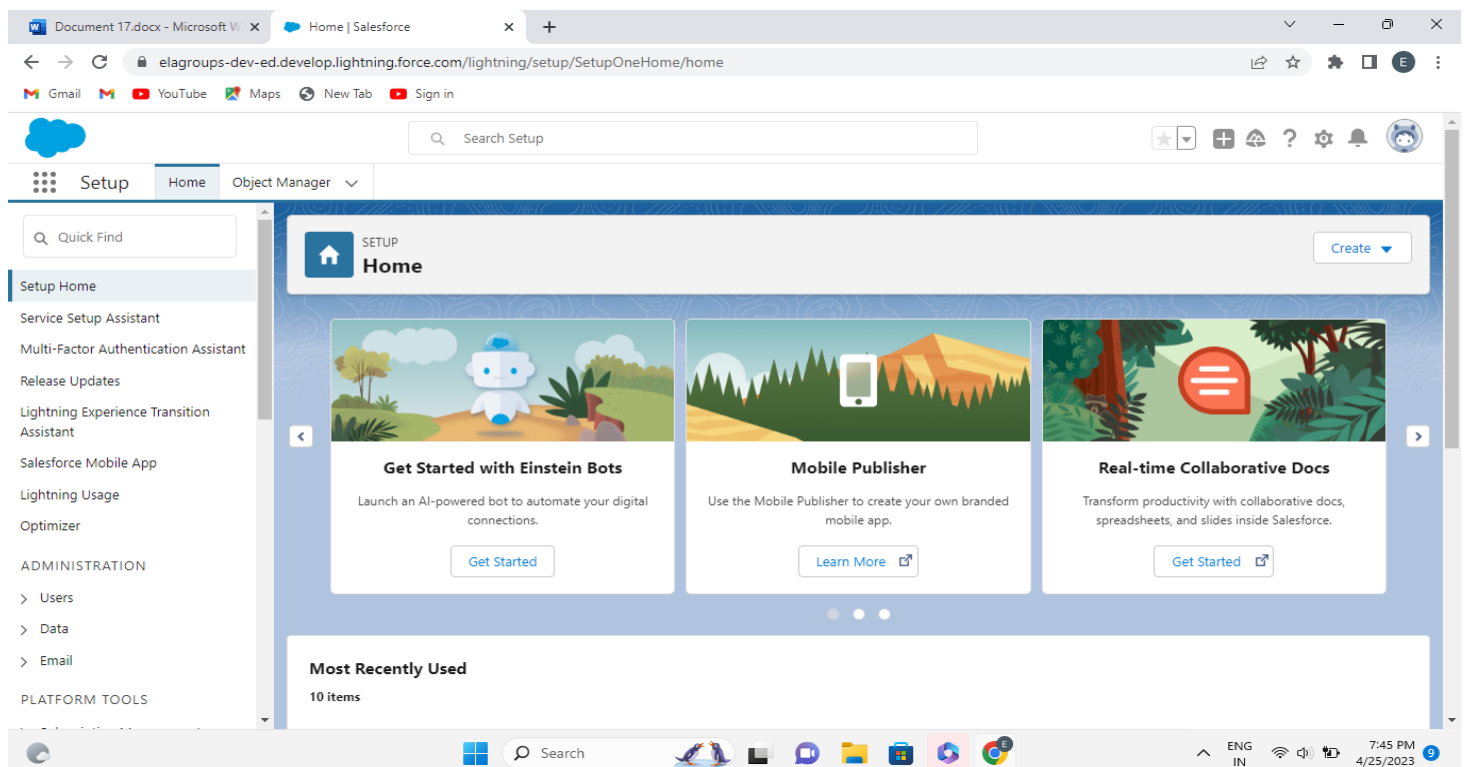 Document 17.docx - Microsoft W
Home | Salesforce
elagroups-dev-ed.develop.lightning.force.com/lightning/setup/SetupOneHome/home
E
Gmail YouTube Maps New Tab Sign in
Search Setup
Setup Home Object Manager
Quick Find
SETUP
Home
Create
Setup Home
Service Setup Assistant
Multi-Factor Authentication Assistant
Release Updates
Lightning Experience Transition
Assistant
Salesforce Mobile App
Lightning Usage
Optimizer
ADMINISTRATION
Users
Data
Email
PLATFORM TOOLS
Get Started with Einstein Bots
Launch an AI-powered bot to automate your digital
connections.
Get Started
Mobile Publisher
Use the Mobile Publisher to create your own branded
mobile app.
Learn More
Real-time Collaborative Docs
Transform productivity with collaborative docs,
spreadsheets, and slides inside Salesforce.
Get Started
Most Recently Used
10 items
Search
E
ENG
IN
7:45 PM
4/25/2023
9